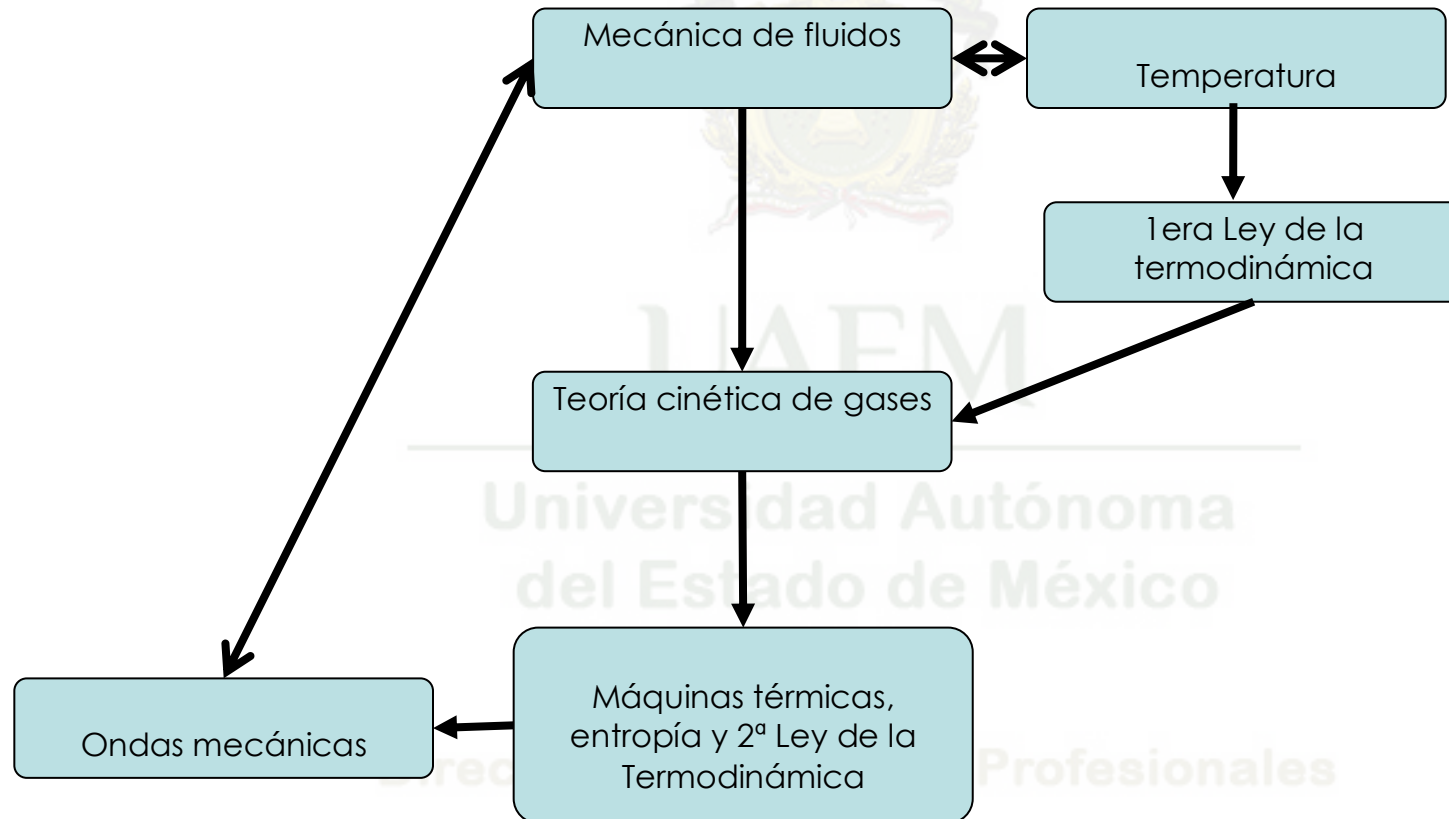 Mecánica de fluidos
Temperatura
1era Ley de la
termodinámica
UAEM
Teoría cinética de gases
Universidad Autónoma
del Estado de México
Máquinas térmicas,
entropía y 2ª Ley de la
Termodinámica
Ondas mecánicas
Profesionales